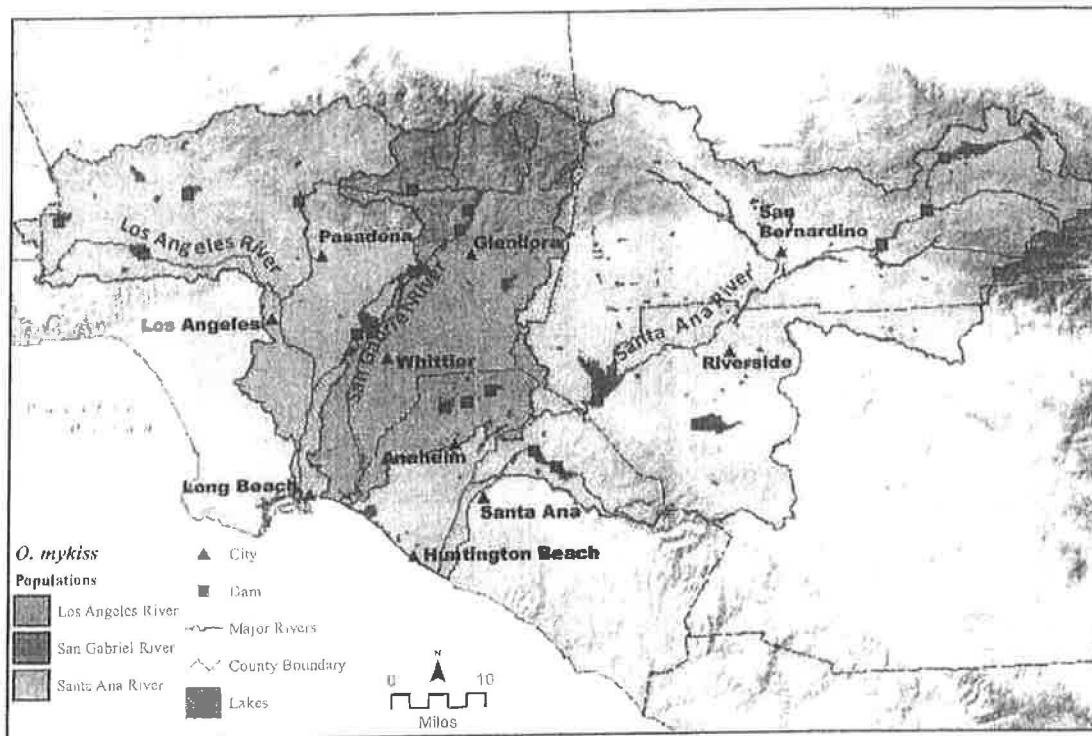 Los Angeles River
Pasadona
Glendora
San Gabriel River
San
Bernardino
Santa Ana River
Los Angeles
Whittier
Riverside
Anaheim
Long Beach
Santa Ana
Huntington Beach
O. mykiss
Populations
Los Angeles River
San Gabriel River
Santa Ana River
City
Dam
Major Rivers
County Boundary
Lakes
N
0 10
Milos